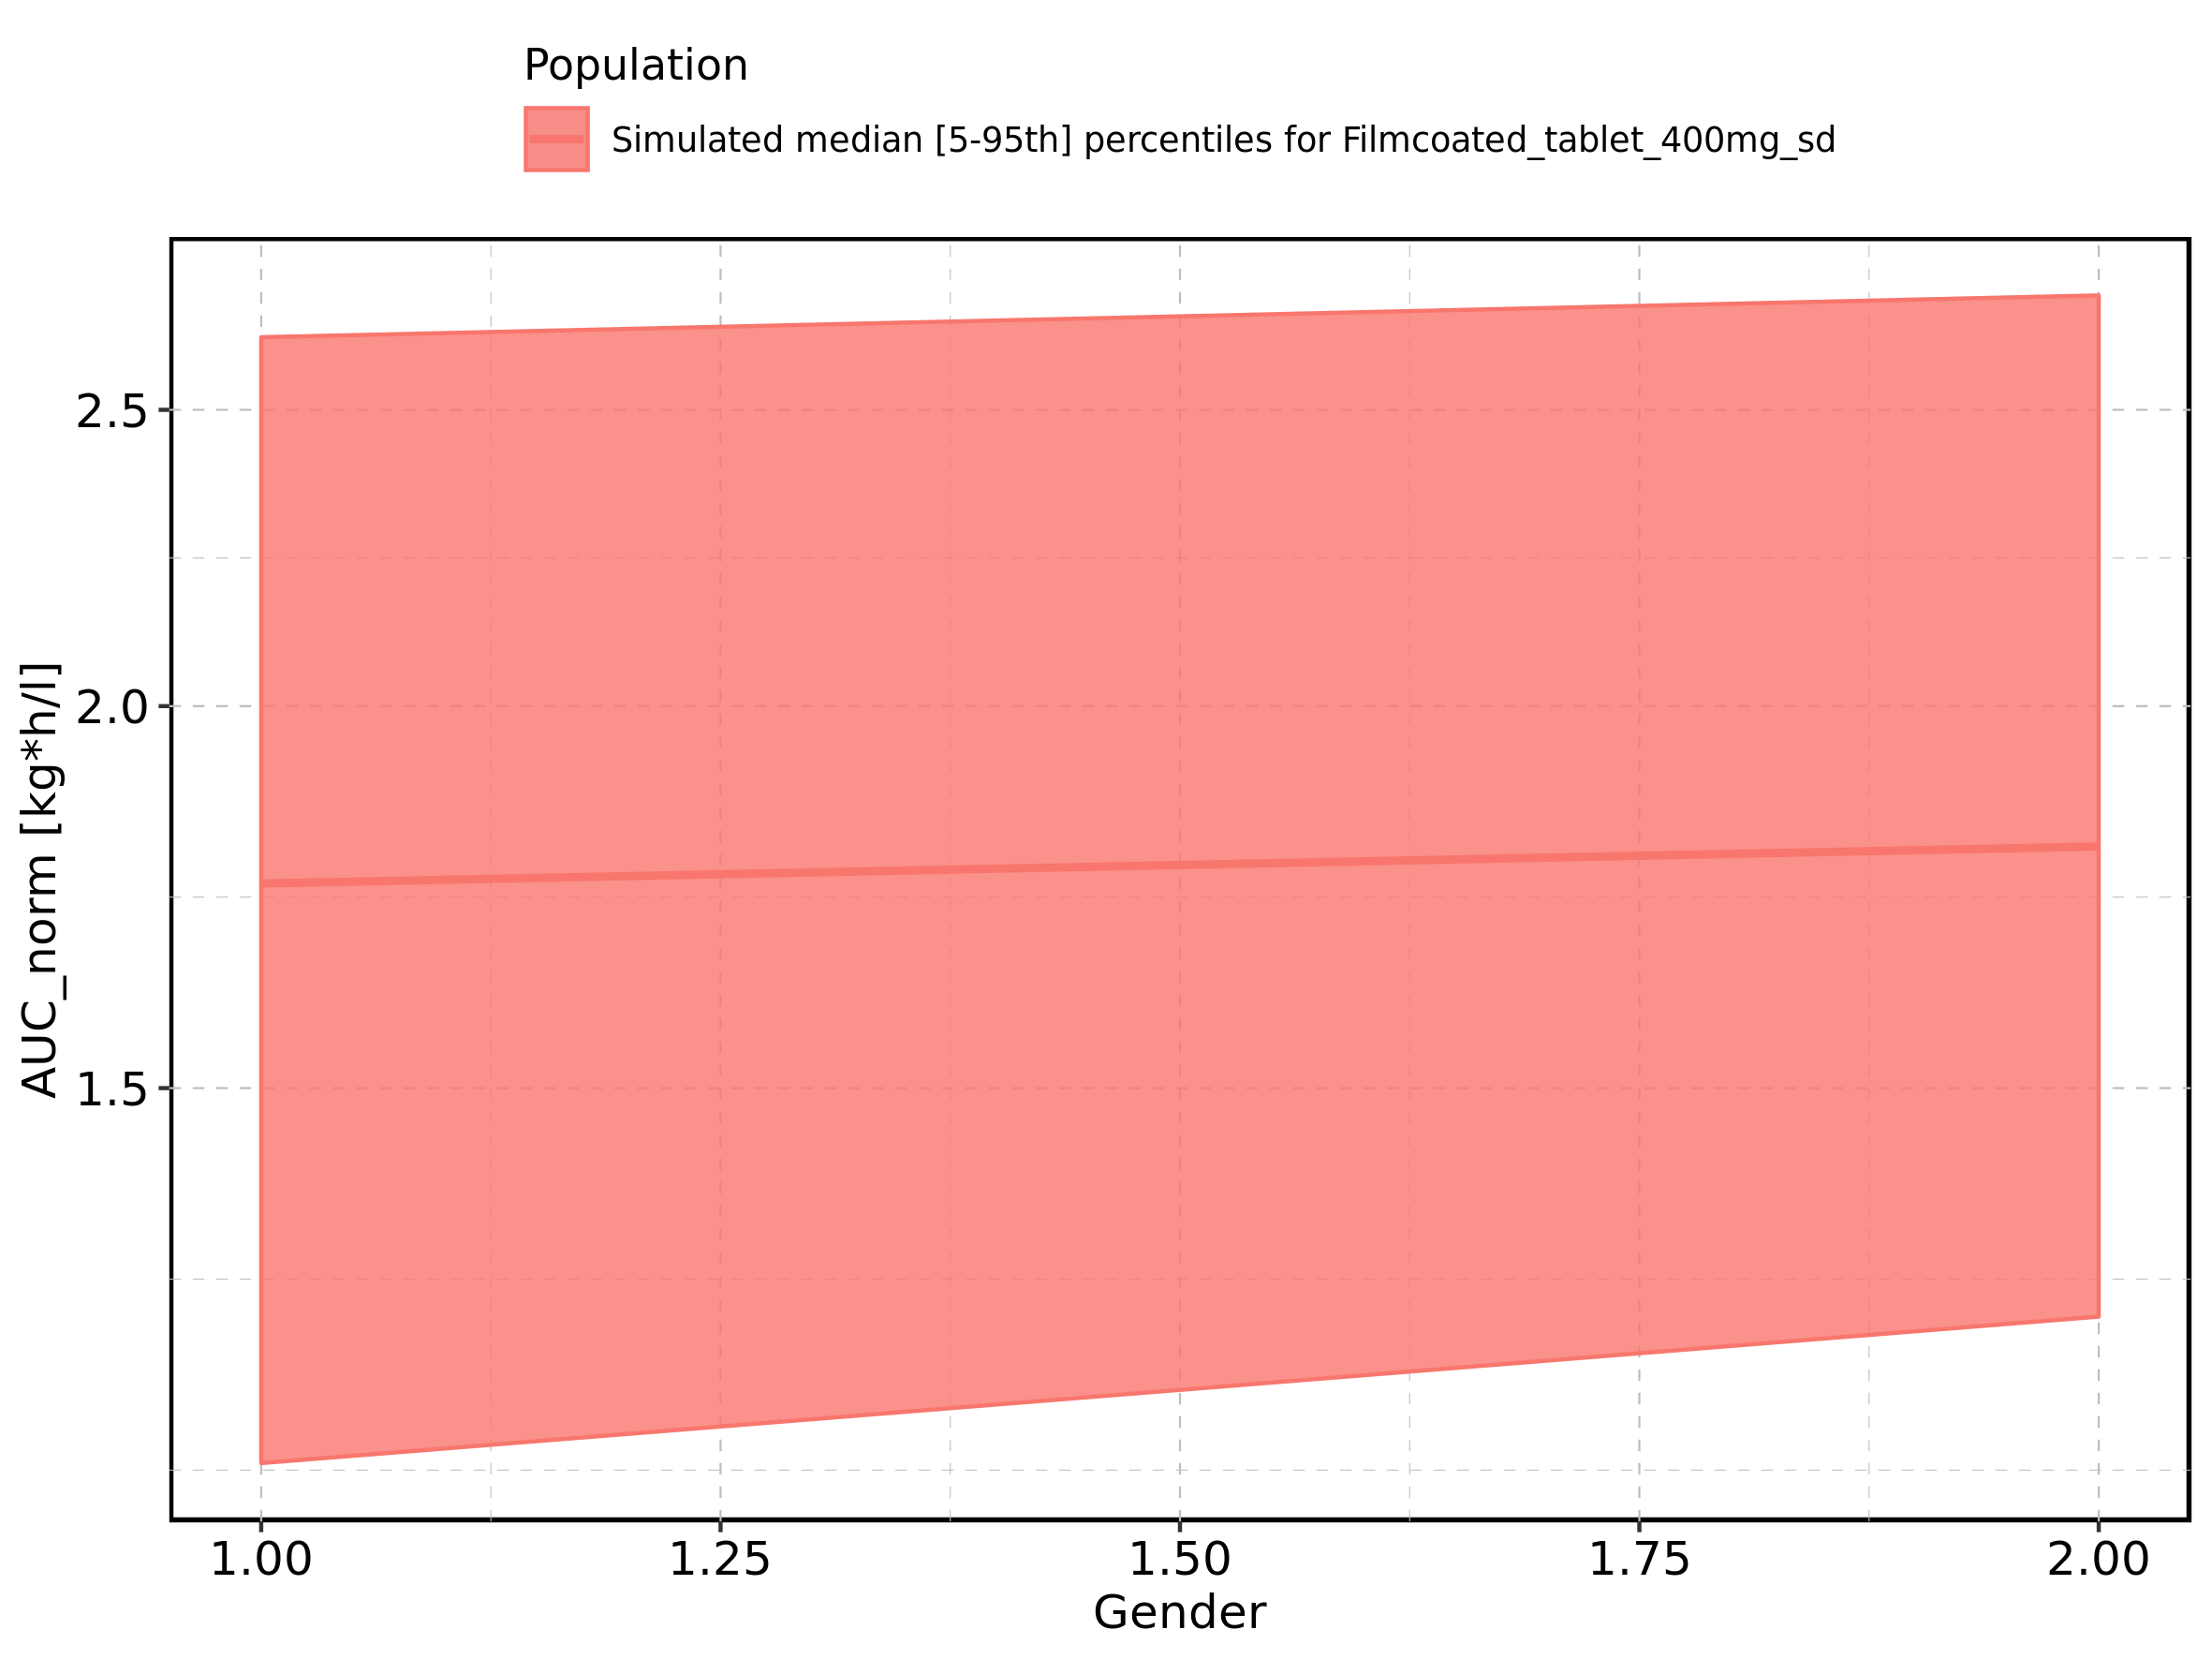 Population
Simulated median [5-95th] percentiles for Filmcoated_tablet_400mg_sd
AUC_norm [kg*h/l]
2.5
2.0
1.5
1.00 1.25 1.50 1.75 2.00
Gender